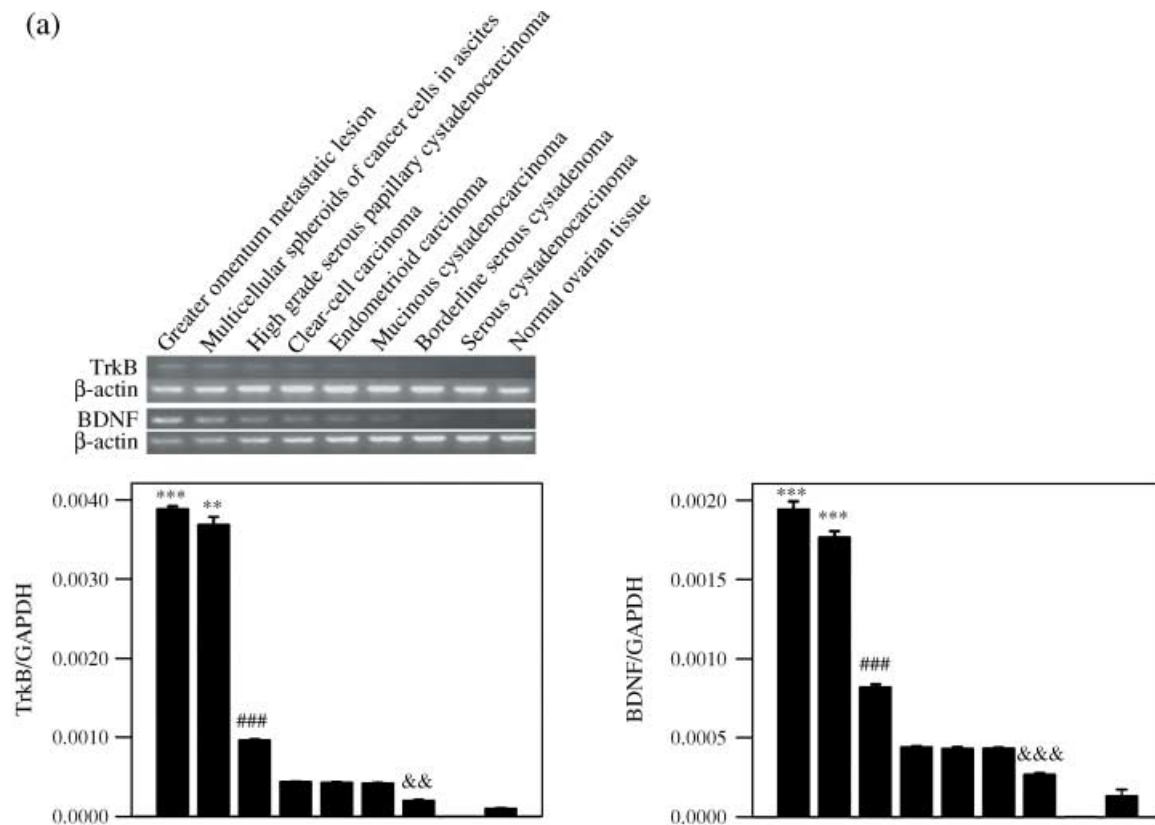 (a)
Greater omentum metastatic lesion
Multicellular spheroids of cancer cells in ascites
High grade serous papillary cystadenocarcinoma
Clear-cell carcinoma
Endometrioid carcinoma
Mucinous cystadenocarcinoma
Borderline serous cystadenoma
Serous cystadenocarcinoma
Normal ovarian tissue
TrkB
β-actin
BDNF
β-actin
TrkB/GAPDH
0.0040
0.0030
0.0020
0.0010
0.0000
***
**
###
&&
BDNF/GAPDH
0.0020
0.0015
0.0010
0.0005
0.0000
***
***
###
&&&